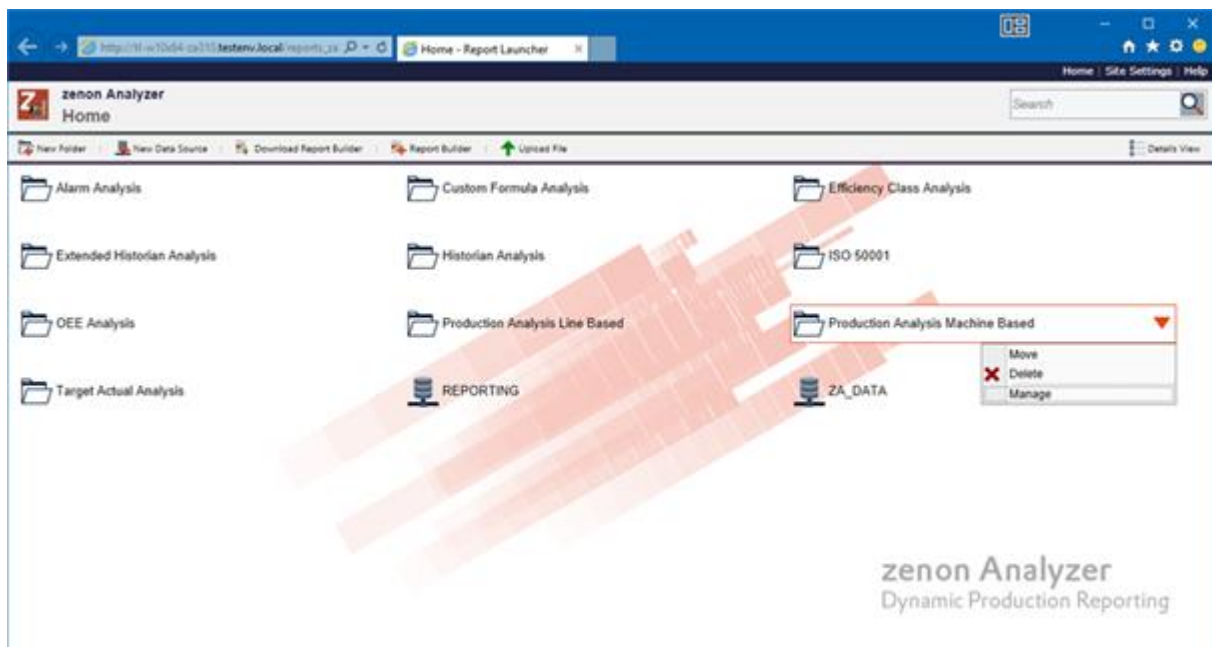 testenv.local
Home - Report Launcher
Home | Site Settings | Help
zenon Analyzer
Home
Search
New Folder
New Data Source
Download Report Builder
Report Builder
Upload File
Details View
Alarm Analysis
Custom Formula Analysis
Efficiency Class Analysis
Extended Historian Analysis
Historian Analysis
ISO 50001
OEE Analysis
Production Analysis Line Based
Production Analysis Machine Based
Move
Delete
Manage
Target Actual Analysis
REPORTING
ZA_DATA
zenon Analyzer
Dynamic Production Reporting